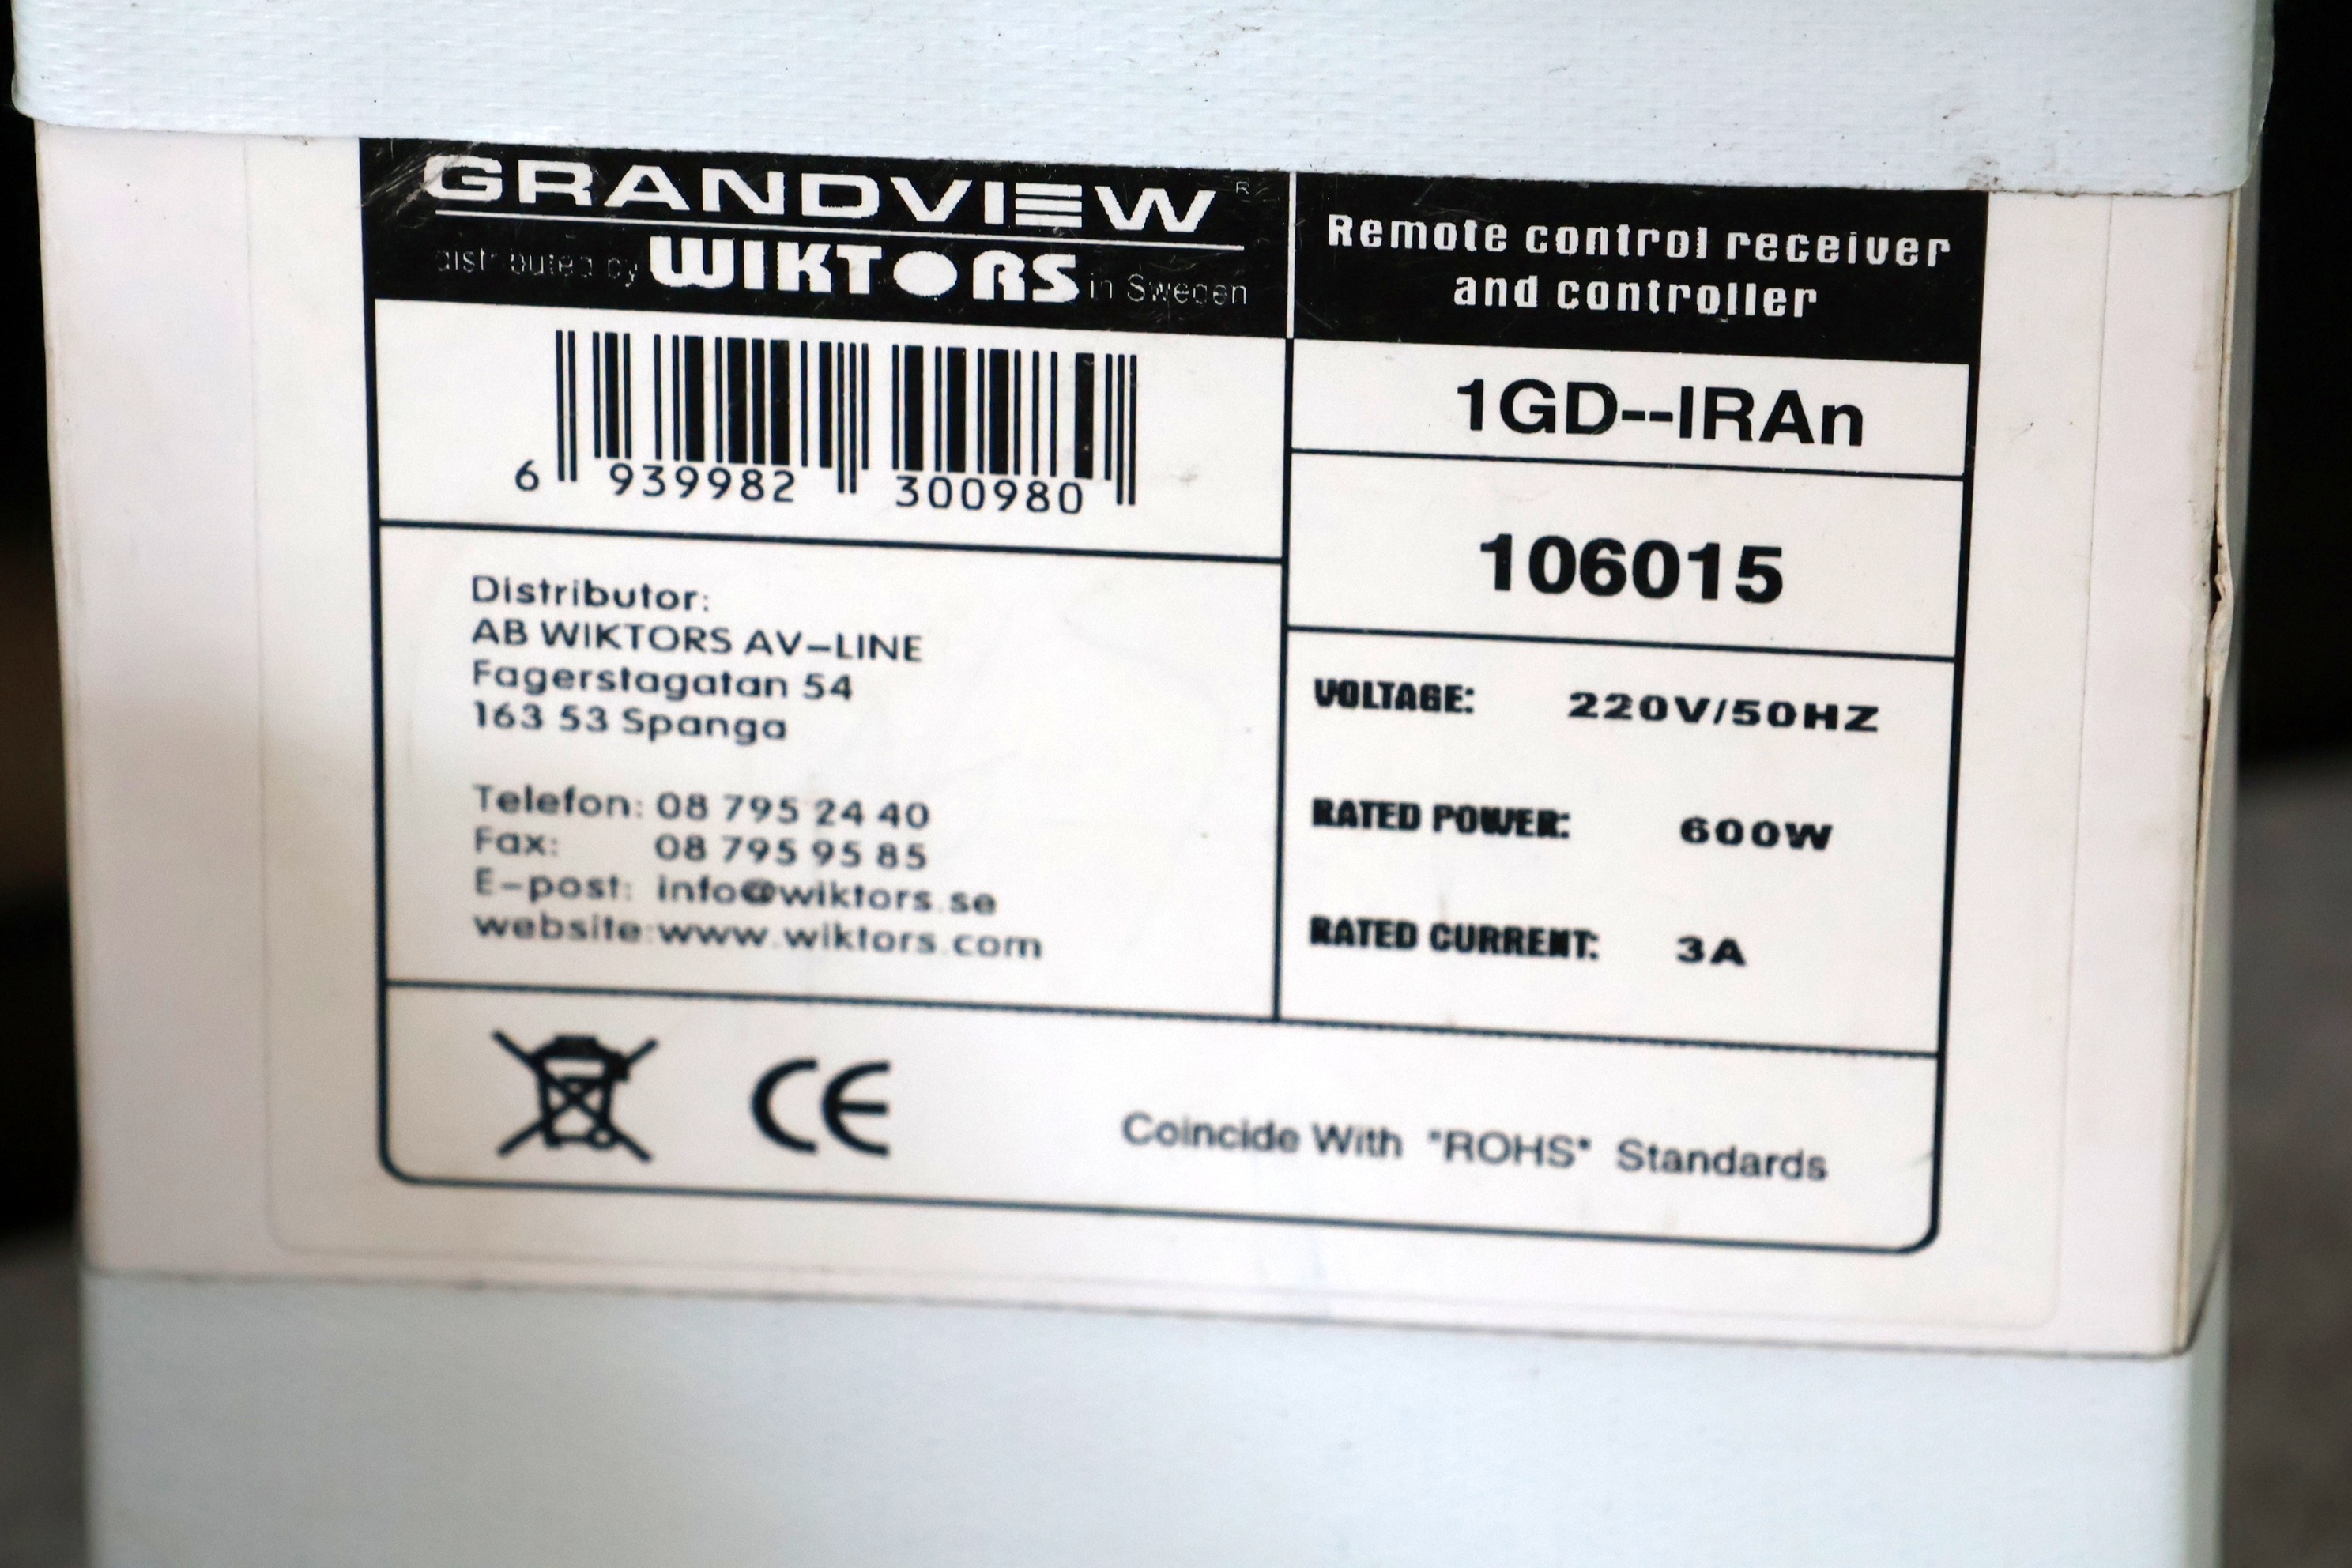 GRANDVIEW ®
distributed by WIKTORS in Sweden
Remote control receiver
and controller
6 939982 300980
1GD--IRAn
106015
Distributor:
AB WIKTORS AV-LINE
Fagerstagatan 54
163 53 Spanga
Telefon: 08 795 24 40
Fax: 08 795 95 85
E-post: info@wiktors.se
website:www.wiktors.com
VOLTAGE: 220V/50HZ
RATED POWER: 600W
RATED CURRENT: 3A
CE
Coincide With "ROHS" Standards